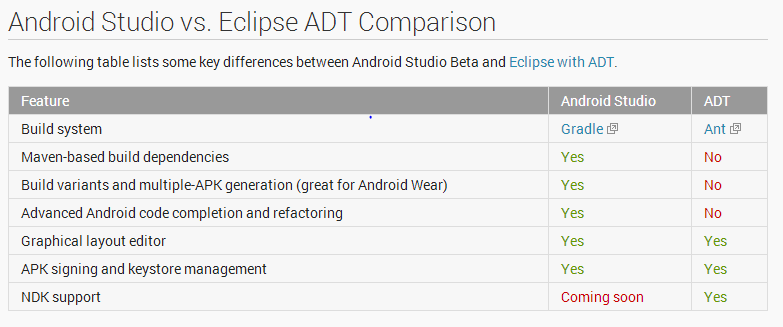 Android Studio vs. Eclipse ADT Comparison
The following table lists some key differences between Android Studio Beta and Eclipse with ADT.
Feature Android Studio ADT
Build system Gradle Ant
Maven-based build dependencies Yes No
Build variants and multiple-APK generation (great for Android Wear) Yes No
Advanced Android code completion and refactoring Yes No
Graphical layout editor Yes Yes
APK signing and keystore management Yes Yes
NDK support Coming soon Yes